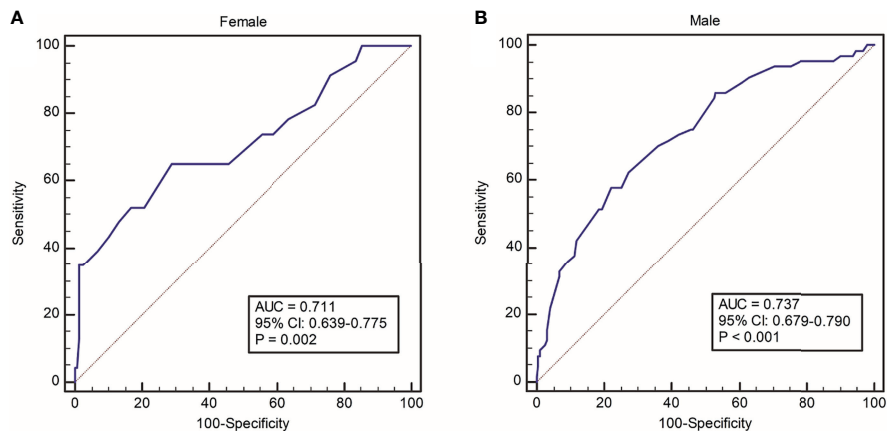 A
Female
100
80
60
40
20
0
Sensitivity
AUC = 0.711
95% CI: 0.639-0.775
P = 0.002
0
20
40
60
80
100
100-Specificity
B
Male
100
80
60
40
20
0
Sensitivity
AUC = 0.737
95% CI: 0.679-0.790
P < 0.001
0
20
40
60
80
100
100-Specificity